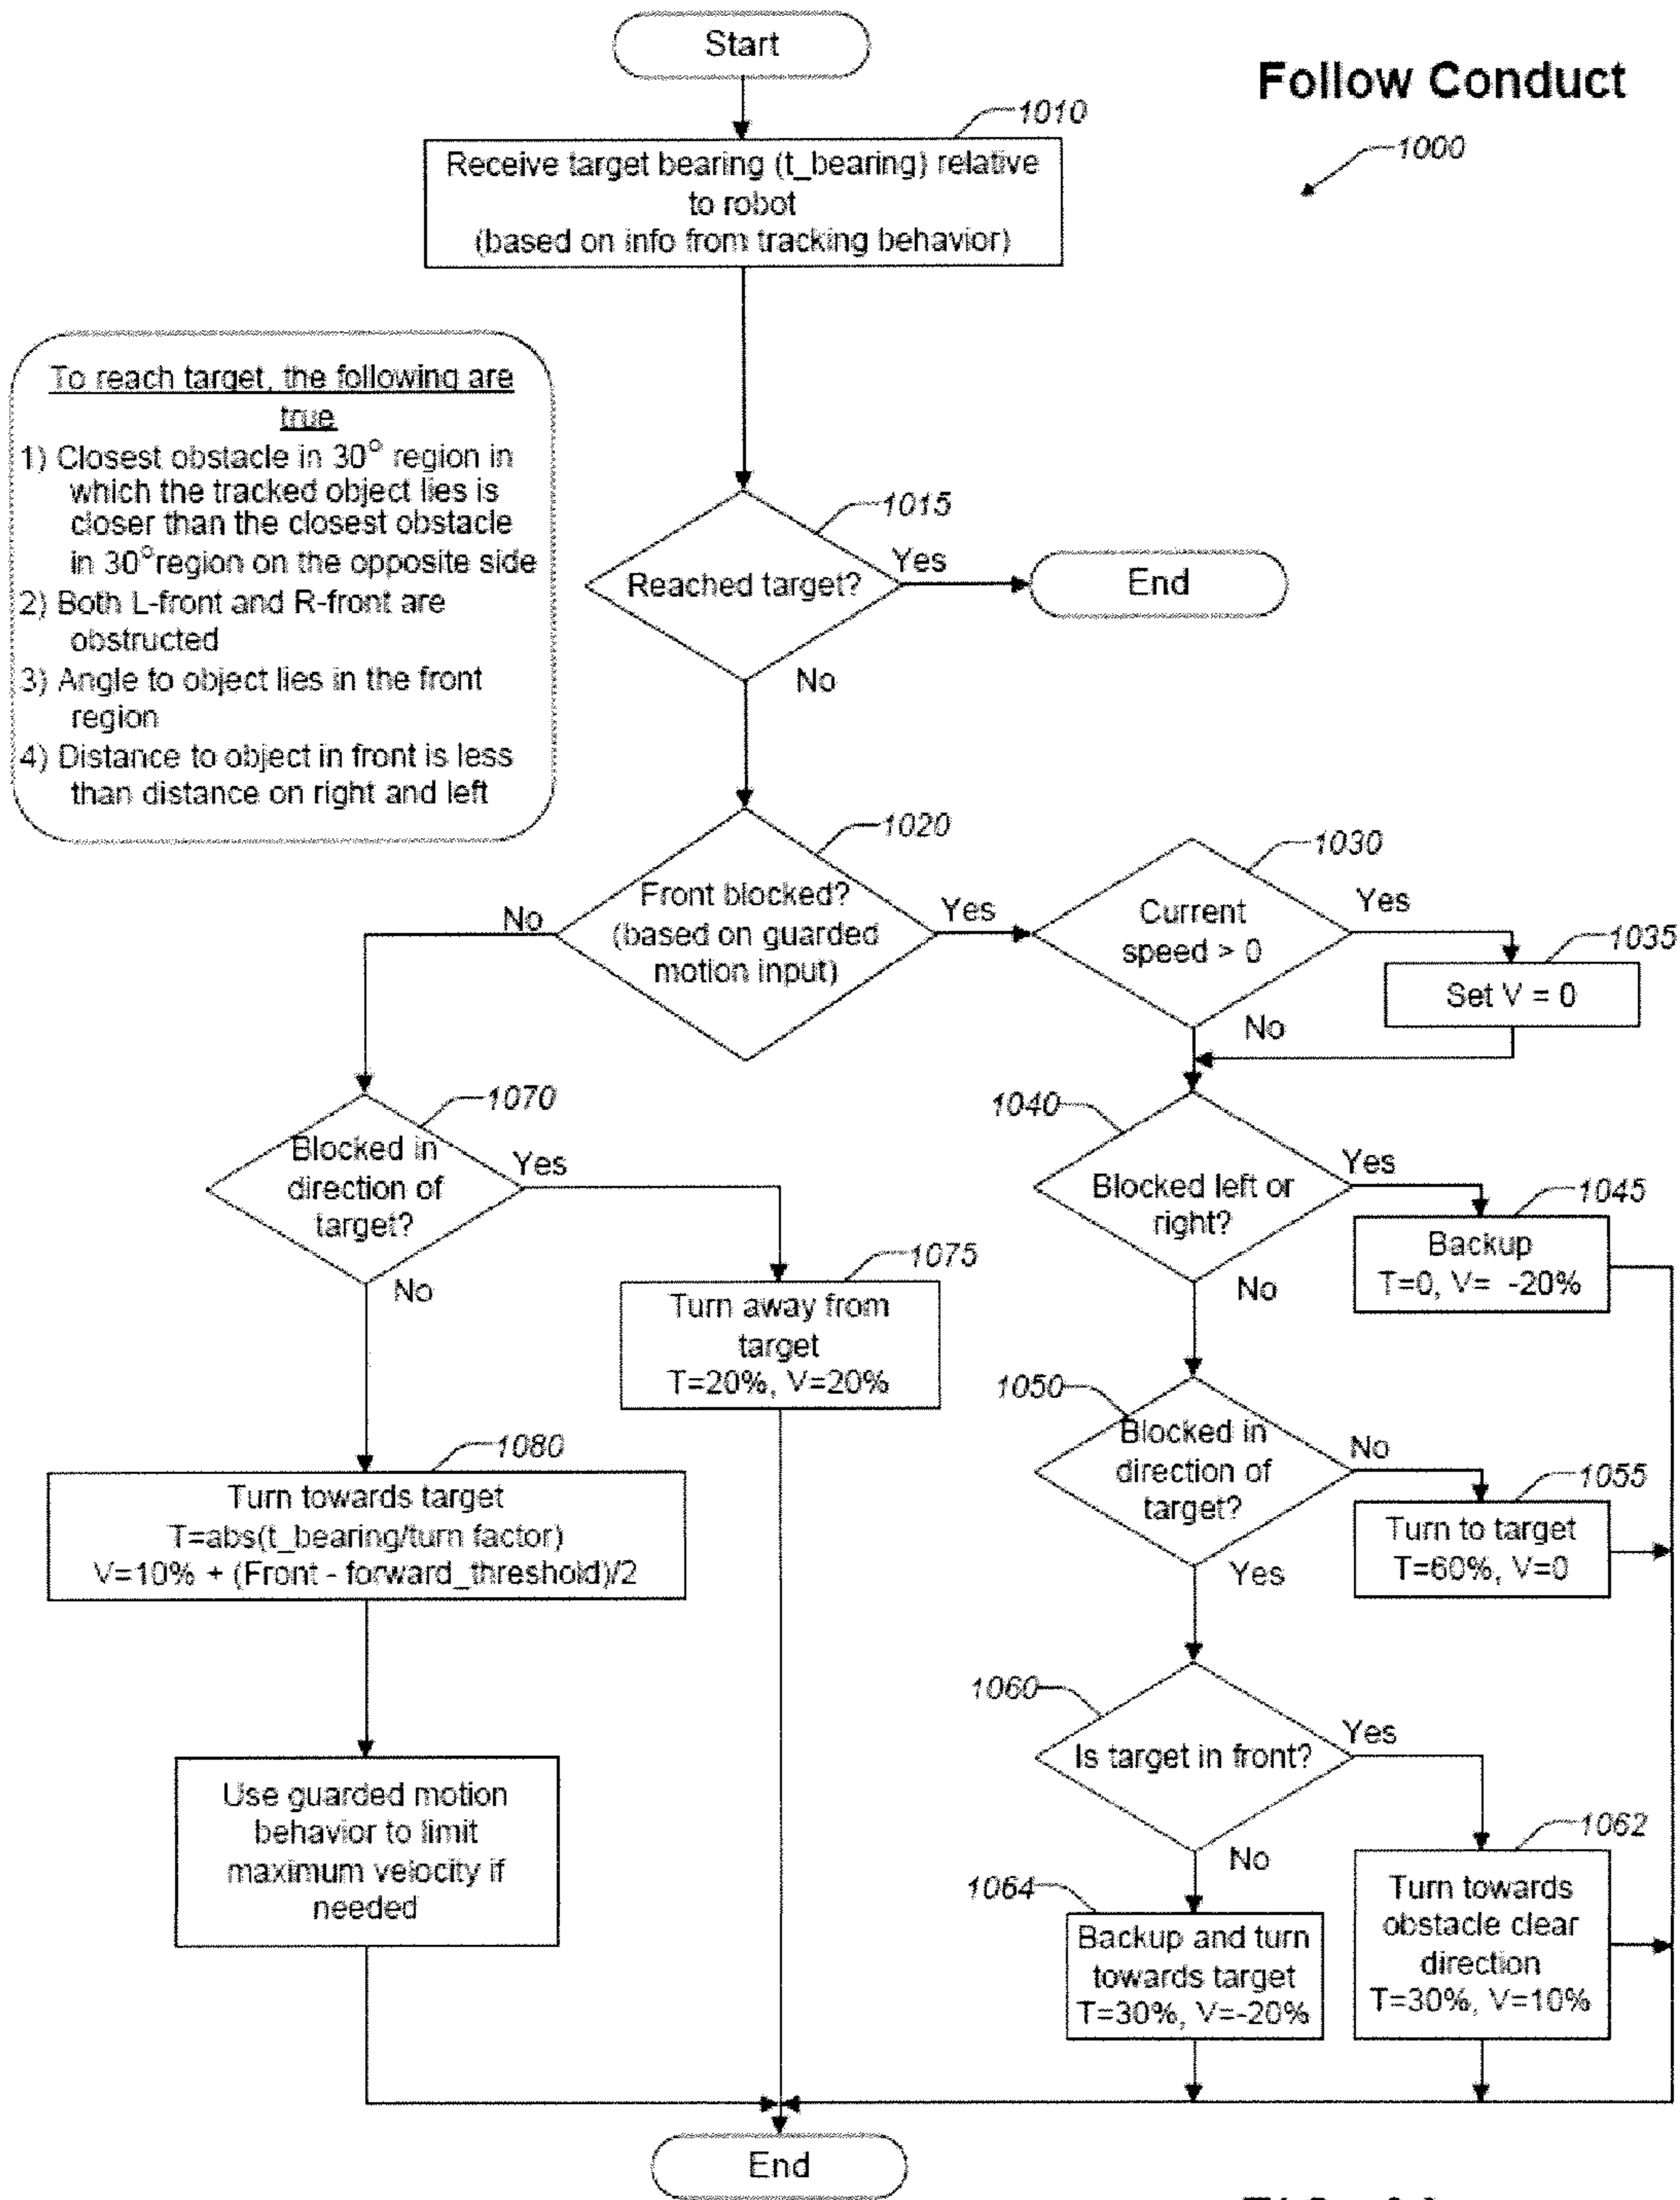 Start
Follow Conduct
1000
1010
Receive target bearing (t_bearing) relative
to robot
(based on info from tracking behavior)
To reach target, the following are
true
1) Closest obstacle in 30° region in
which the tracked object lies is
closer than the closest obstacle
in 30° region on the opposite side
2) Both L-front and R-front are
obstructed
3) Angle to object lies in the front
region
4) Distance to object in front is less
than distance on right and left
1015
Reached target?
Yes
End
No
1020
Front blocked?
(based on guarded
motion input)
No
Yes
1030
Current
speed > 0
Yes
1035
Set V = 0
No
1070
Blocked in
direction of
target?
Yes
No
1075
Turn away from
target
T=20%, V=20%
1040
Blocked left or
right?
Yes
1045
Backup
T=0, V= -20%
No
1080
Turn towards target
T=abs(t_bearing/turn factor)
V=10% + (Front - forward_threshold)/2
1050
Blocked in
direction of
target?
No
1055
Turn to target
T=60%, V=0
Yes
Use guarded motion
behavior to limit
maximum velocity if
needed
1060
Is target in front?
Yes
1062
Turn towards
obstacle clear
direction
T=30%, V=10%
No
1064
Backup and turn
towards target
T=30%, V=-20%
End